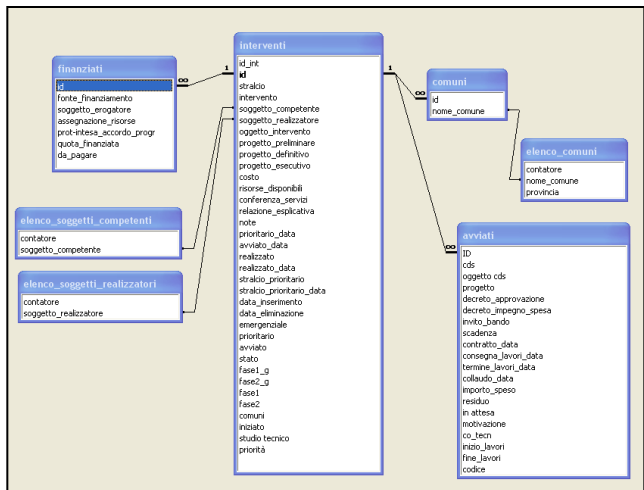 finanziati
id
fonte_finanziamento
soggetto_erogatore
assegnazione_risorse
prot-intesa_accordo_progr
quota_finanziata
da_pagare
∞
1
interventi
id_int
id
stralcio
intervento
soggetto_competente
soggetto_realizzatore
oggetto_intervento
progetto_preliminare
progetto_definitivo
progetto_esecutivo
costo
risorse_disponibili
conferenza_servizi
relazione_esplicativa
note
prioritario_data
avviato_data
realizzato
realizzato_data
stralcio_prioritario
stralcio_prioritario_data
data_inserimento
data_eliminazione
emergenziale
prioritario
avviato
stato
fase1_g
fase2_g
fase1
fase2
comuni
iniziato
studio tecnico
priorità
1
∞
comuni
id
nome_comune
elenco_comuni
contatore
nome_comune
provincia
elenco_soggetti_competenti
contatore
soggetto_competente
elenco_soggetti_realizzatori
contatore
soggetto_realizzatore
∞
avviati
ID
cds
oggetto cds
progetto
decreto_approvazione
decreto_impegno_spesa
invito_bando
scadenza
contratto_data
consegna_lavori_data
termine_lavori_data
collaudo_data
importo_speso
residuo
in attesa
motivazione
co_tecn
inizio_lavori
fine_lavori
codice